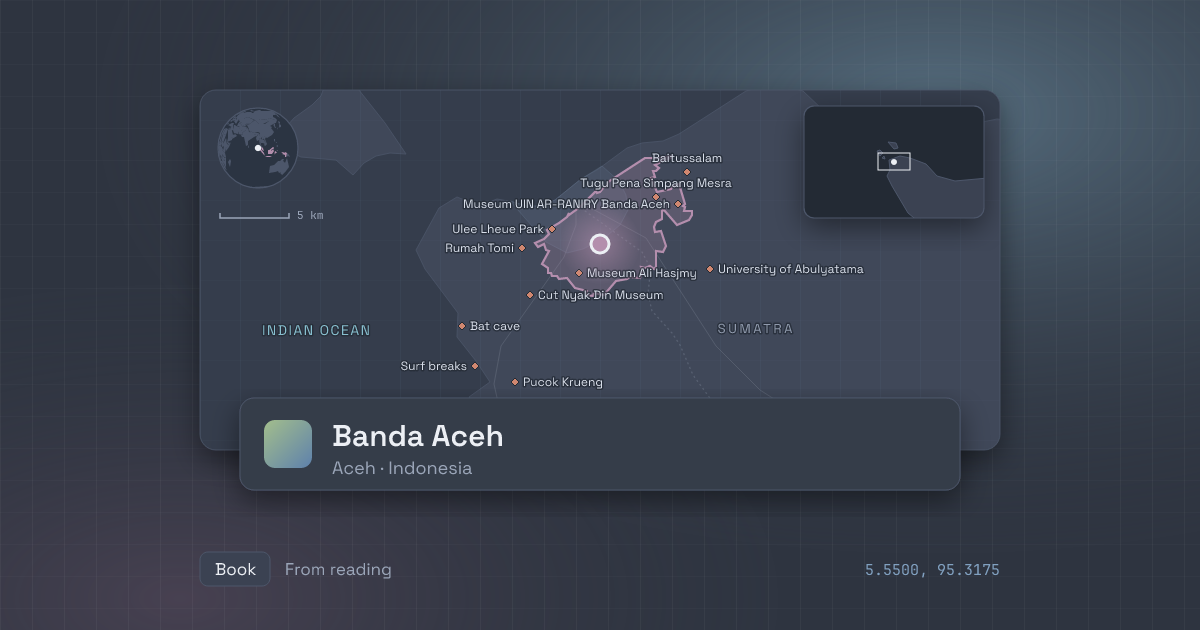 Baitussalam
Tugu Pena Simpang Mesra
Museum UIN AR-RANIRY Banda Aceh
5 km
Ulee Lheue Park
Rumah Tomi
Museum Ali Hasjmy
University of Abulyatama
Cut Nyak Din Museum
Bat cave
INDIAN OCEAN
SUMATRA
Surf breaks
Pucok Krueng
Banda Aceh
Aceh · Indonesia
Book
From reading
5.5500, 95.3175